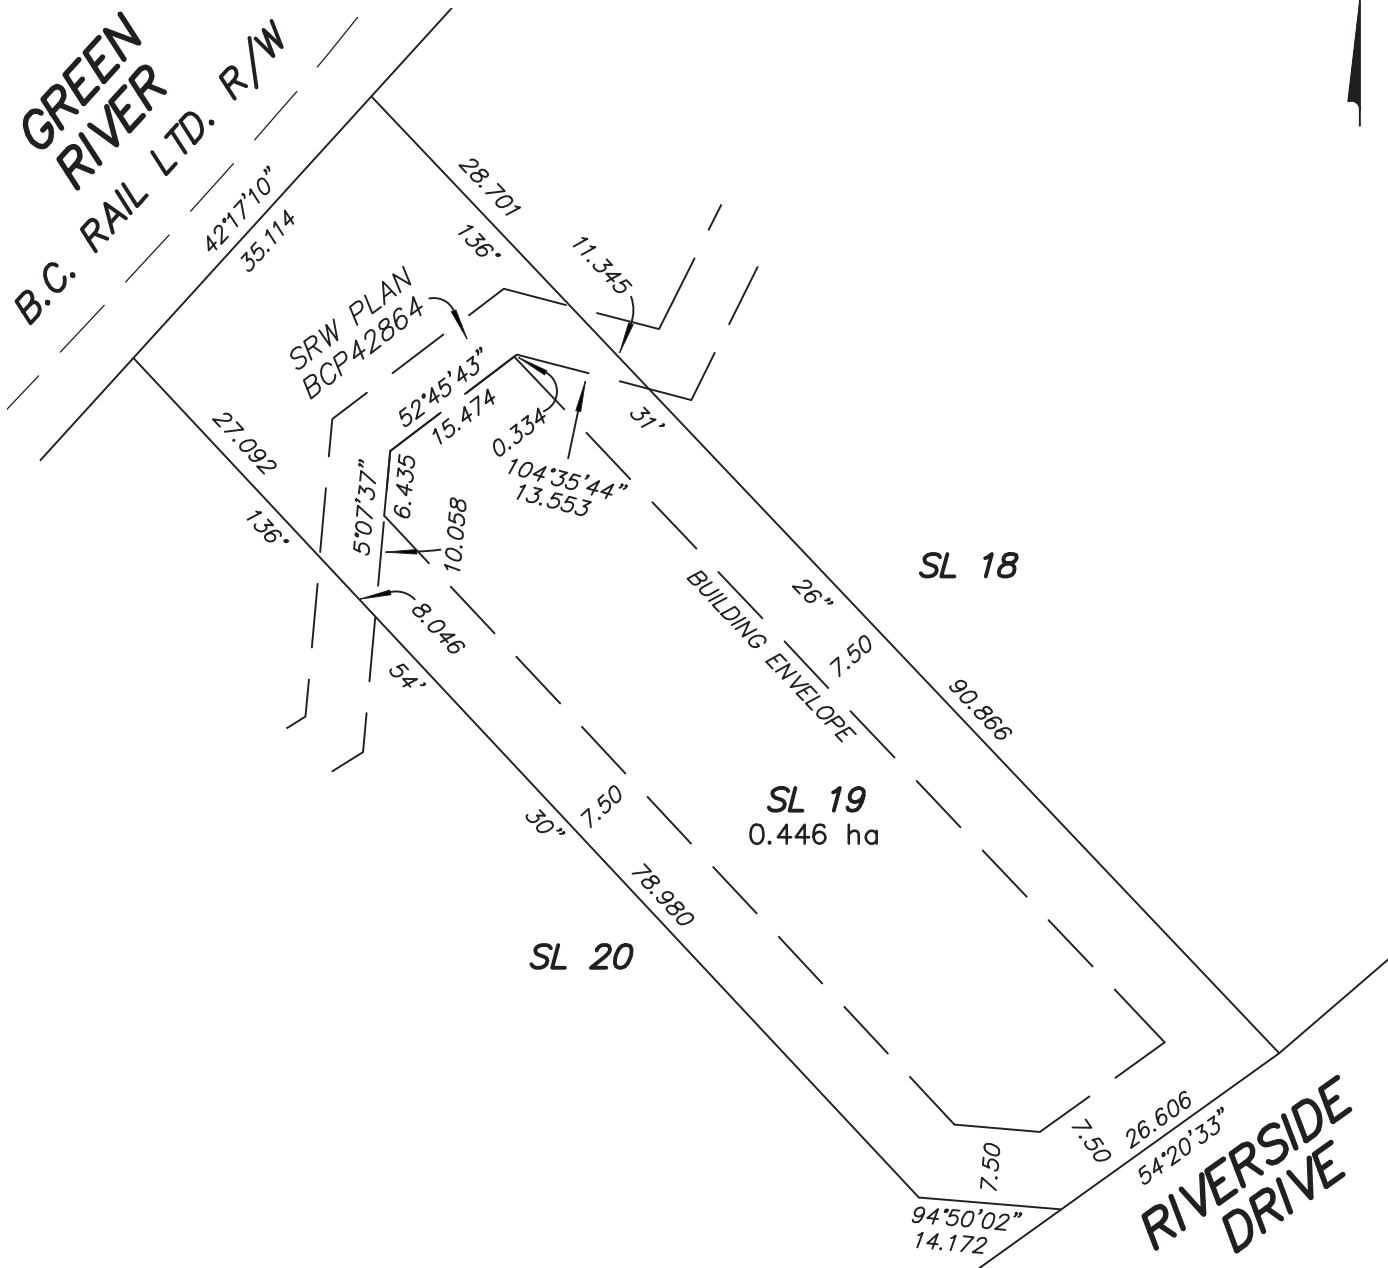 GREEN
RIVER
B.C. RAIL LTD. R/W
42°17'10"
35.114
28.701
136°
11.345
31'
26"
90.866
SRW PLAN
BCP42864
52°45'43"
15.474
0.334
104°35'44"
13.553
5°07'37"
6.435
10.058
27.092
136°
8.046
54'
30"
78.980
7.50
BUILDING ENVELOPE
7.50
SL 18
SL 19
0.446 ha
SL 20
7.50
7.50
26.606
54°20'33"
94°50'02"
14.172
RIVERSIDE
DRIVE